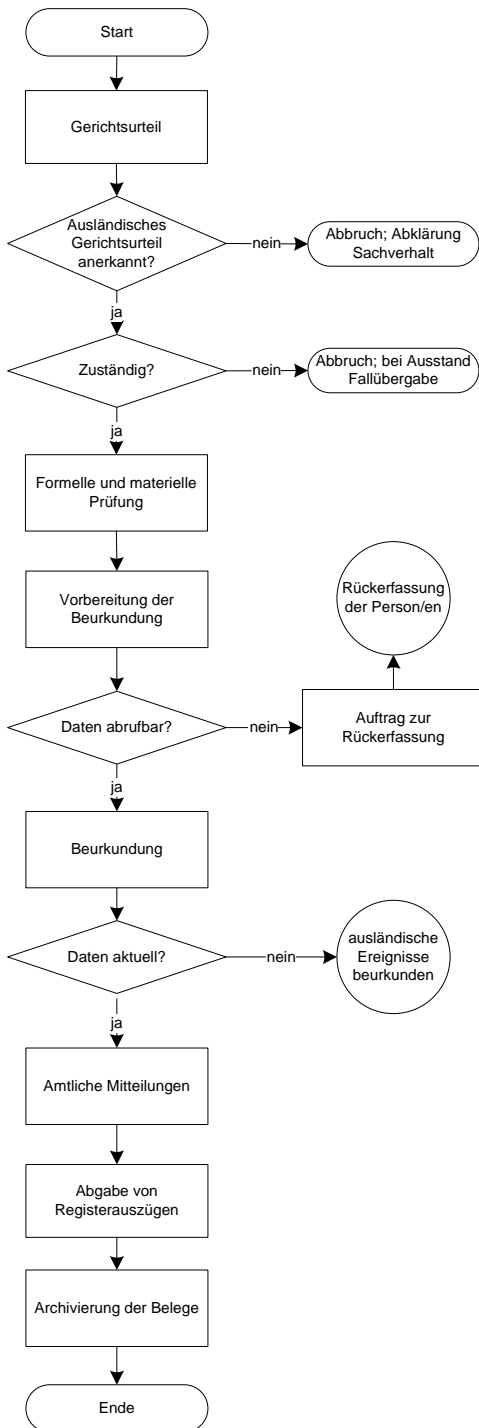 Start
Gerichtsurteil
Ausländisches
Gerichtsurteil
anerkannt?
nein
Abbruch; Abklärung
Sachverhalt
ja
Zuständig?
nein
Abbruch; bei Ausstand
Fallübergabe
ja
Formelle und materielle
Prüfung
Vorbereitung der
Beurkundung
Rückerfassung
der Person/en
Daten abrufbar?
nein
Auftrag zur
Rückerfassung
ja
Beurkundung
Daten aktuell?
nein
ausländische
Ereignisse
beurkunden
ja
Amtliche Mitteilungen
Abgabe von
Registerauszügen
Archivierung der Belege
Ende